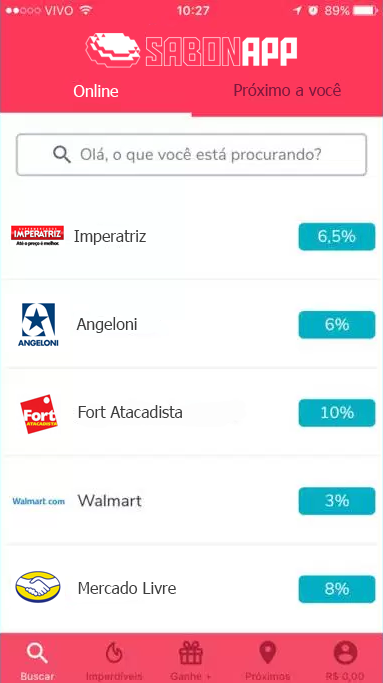 VIVO 10:27 89%
SABONAPP
Online Próximo a você
Olá, o que você está procurando?
IMPERATRIZ
Até o preço é melhor.
Imperatriz 6,5%
ANGELONI
Angeloni 6%
Fort
ATACADISTA
Fort Atacadista 10%
Walmart.com Walmart 3%
Mercado Livre 8%
Buscar Imperdíveis Ganhe + Próximos R$ 0,00